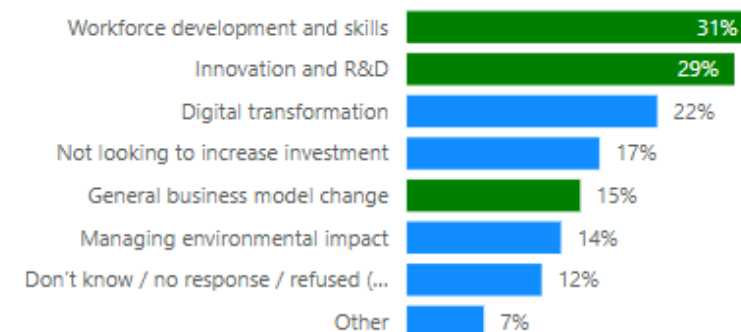 Workforce development and skills 31%
Innovation and R&D 29%
Digital transformation 22%
Not looking to increase investment 17%
General business model change 15%
Managing environmental impact 14%
Don't know / no response / refused (... 12%
Other 7%